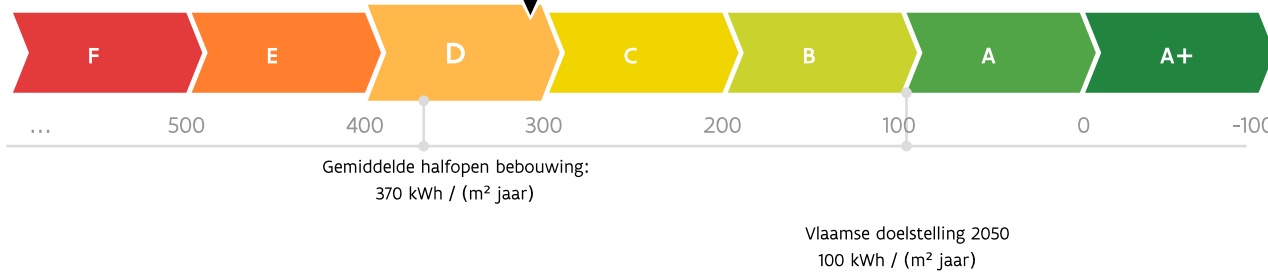 F E D C B A A+
... 500 400 300 200 100 0 -100
Gemiddelde halfopen bebouwing:
370 kWh / (m² jaar)
Vlaamse doelstelling 2050
100 kWh / (m² jaar)